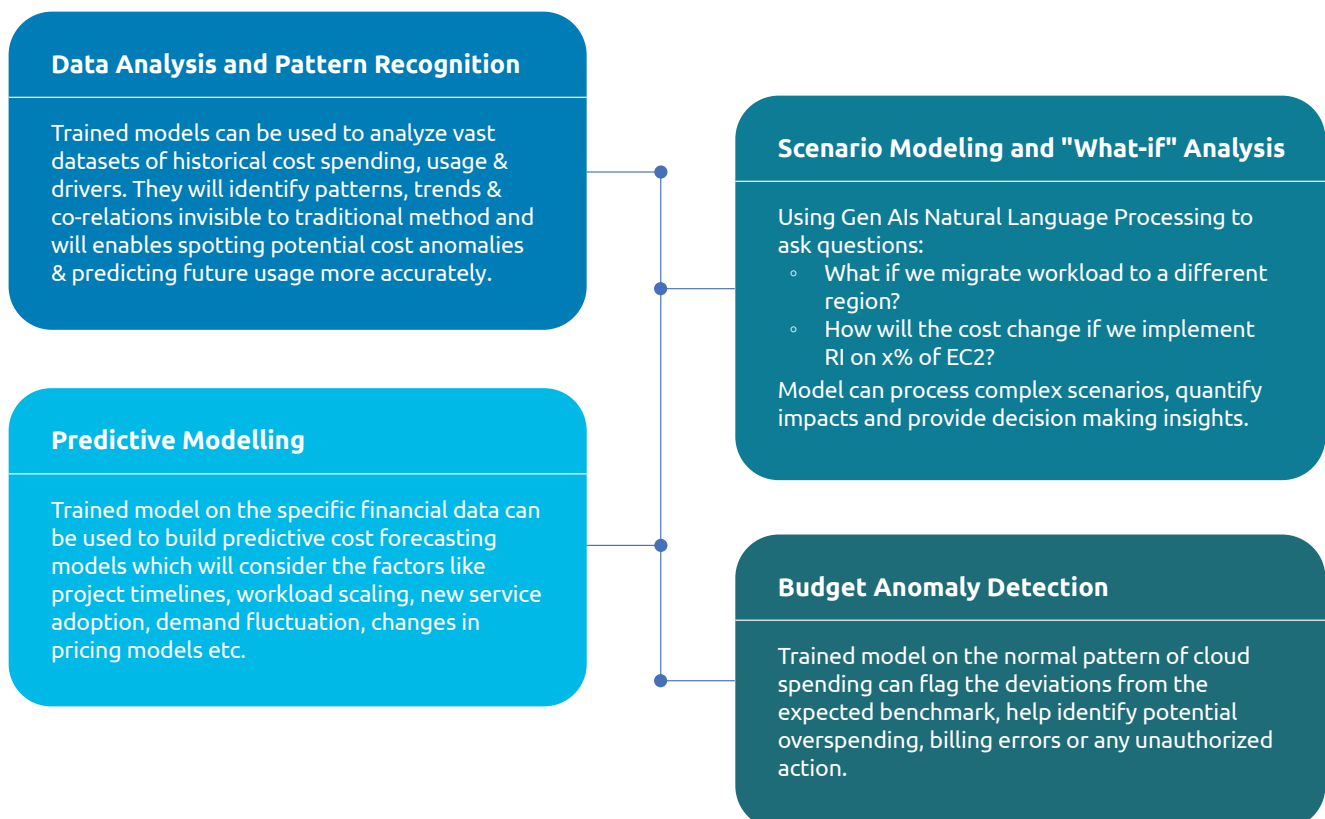 Data Analysis and Pattern Recognition
Trained models can be used to analyze vast
datasets of historical cost spending, usage &
drivers. They will identify patterns, trends &
co-relations invisible to traditional method and
will enables spotting potential cost anomalies
& predicting future usage more accurately.
Scenario Modeling and "What-if" Analysis
Using Gen AIs Natural Language Processing to
ask questions:
◦ What if we migrate workload to a different
region?
◦ How will the cost change if we implement
RI on x% of EC2?
Model can process complex scenarios, quantify
impacts and provide decision making insights.
Predictive Modelling
Trained model on the specific financial data can
be used to build predictive cost forecasting
models which will consider the factors like
project timelines, workload scaling, new service
adoption, demand fluctuation, changes in
pricing models etc.
Budget Anomaly Detection
Trained model on the normal pattern of cloud
spending can flag the deviations from the
expected benchmark, help identify potential
overspending, billing errors or any unauthorized
action.